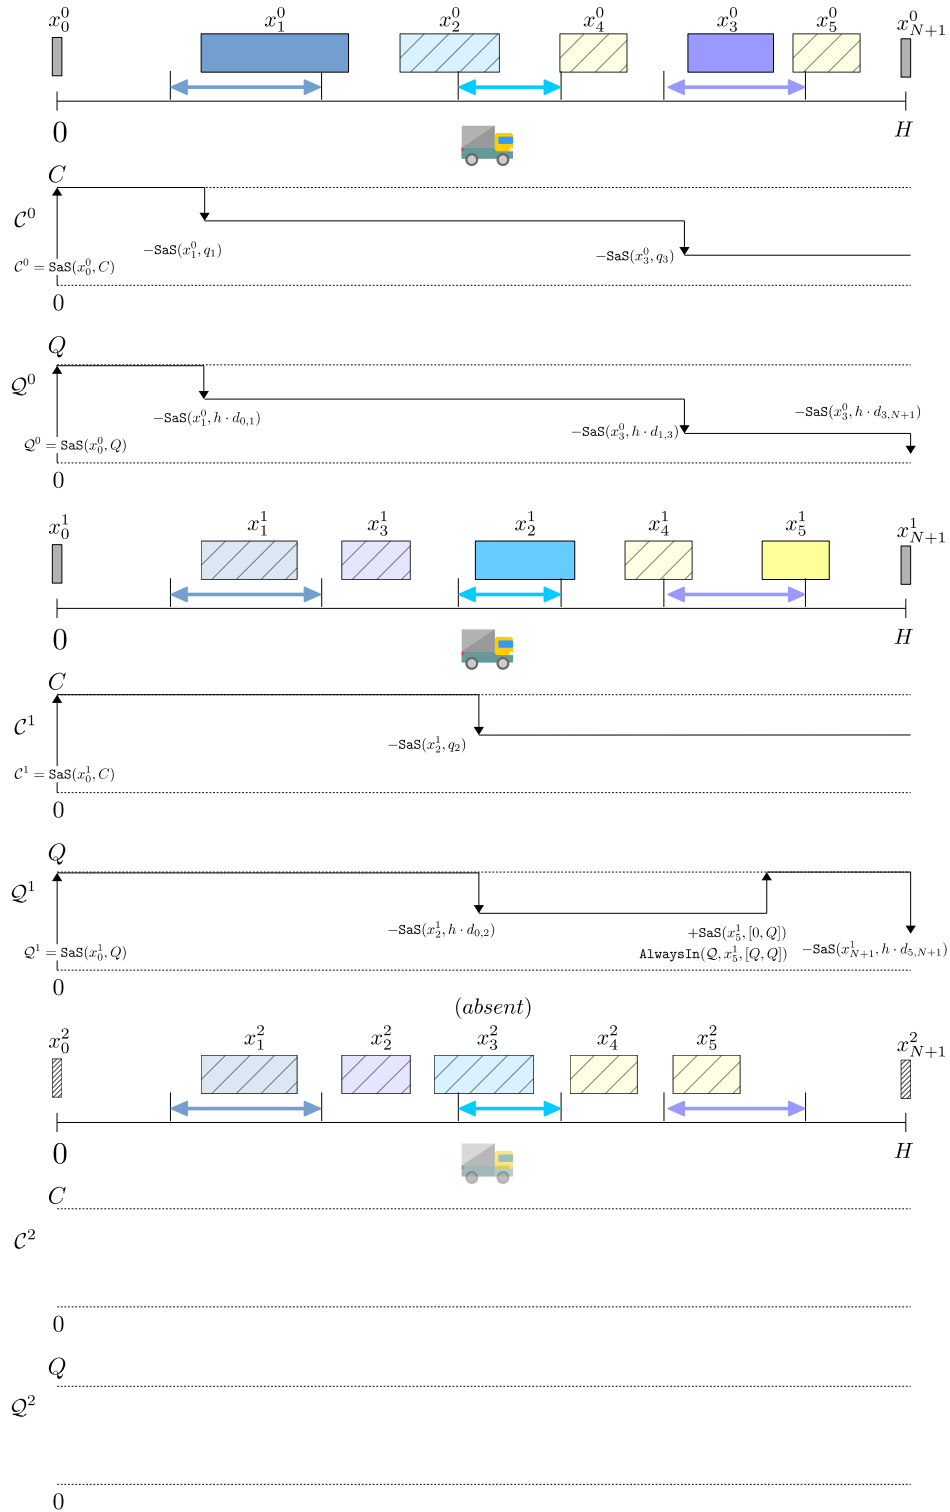 x_0^0 x_1^0 x_2^0 x_4^0 x_3^0 x_5^0 x_{N+1}^0
0 H
C
𝒞^0
−SaS(x_1^0, q_1) −SaS(x_3^0, q_3)
𝒞^0 = SaS(x_0^0, C)
0
Q
𝒬^0
−SaS(x_1^0, h · d_{0,1}) −SaS(x_3^0, h · d_{1,3}) −SaS(x_3^0, h · d_{3,N+1})
𝒬^0 = SaS(x_0^0, Q)
0
x_0^1 x_1^1 x_3^1 x_2^1 x_4^1 x_5^1 x_{N+1}^1
0 H
C
𝒞^1
−SaS(x_2^1, q_2)
𝒞^1 = SaS(x_0^1, C)
0
Q
𝒬^1
−SaS(x_2^1, h · d_{0,2}) +SaS(x_5^1, [0, Q])
𝒬^1 = SaS(x_0^1, Q) AlwaysIn(𝒬, x_5^1, [Q, Q]) −SaS(x_{N+1}^1, h · d_{5,N+1})
0
(absent)
x_0^2 x_1^2 x_2^2 x_3^2 x_4^2 x_5^2 x_{N+1}^2
0 H
C
𝒞^2
0
Q
𝒬^2
0